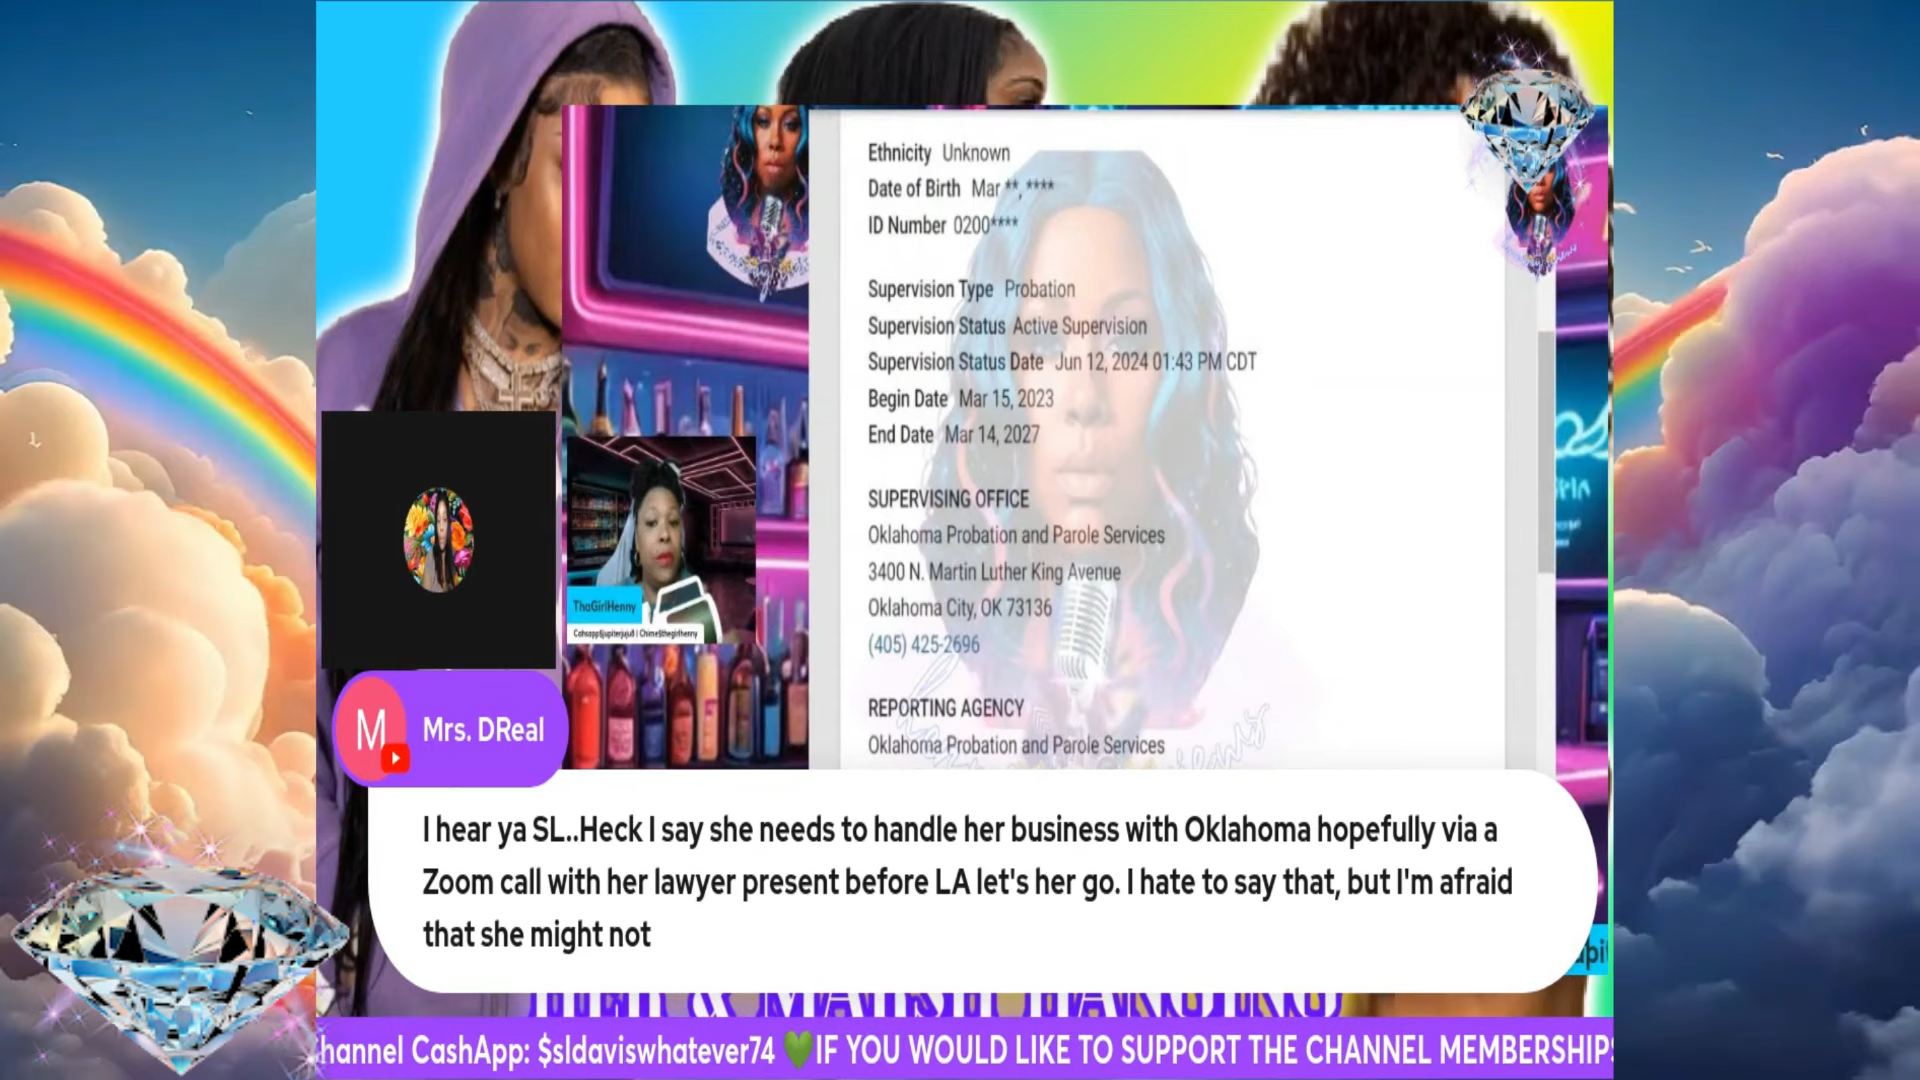 Ethnicity Unknown
Date of Birth Mar **, ****
ID Number 0200****
Supervision Type Probation
Supervision Status Active Supervision
Supervision Status Date Jun 12, 2024 01:43 PM CDT
Begin Date Mar 15, 2023
End Date Mar 14, 2027
SUPERVISING OFFICE
Oklahoma Probation and Parole Services
3400 N. Martin Luther King Avenue
Oklahoma City, OK 73136
(405) 425-2696
REPORTING AGENCY
Oklahoma Probation and Parole Services
ThaGirlHenny
M
Mrs. DReal
I hear ya SL..Heck I say she needs to handle her business with Oklahoma hopefully via a
Zoom call with her lawyer present before LA let's her go. I hate to say that, but I'm afraid
that she might not
hannel CashApp: $sldaviswhatever74 💚IF YOU WOULD LIKE TO SUPPORT THE CHANNEL MEMBERSHIP